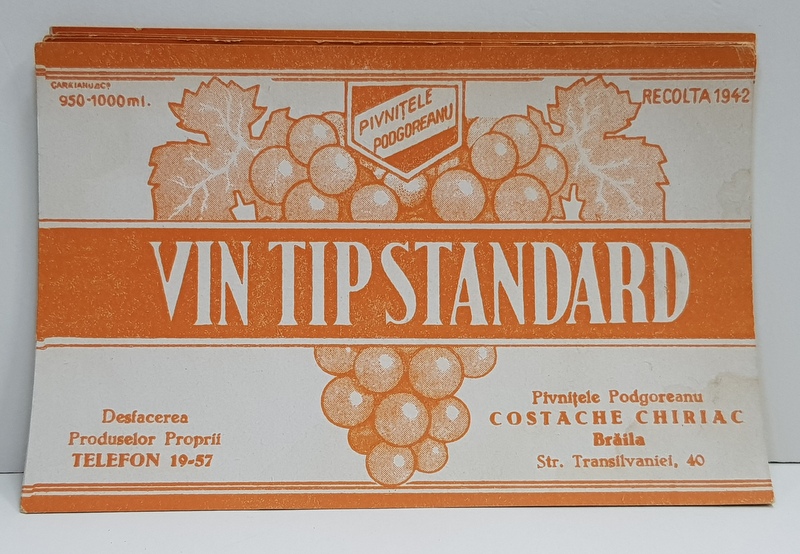 950-1000 ml.
PIVNIȚELE
PODGOREANU
RECOLTA 1942
VIN TIP STANDARD
Desfacerea
Produselor Proprii
TELEFON 19-57
Pivnițele Podgoreanu
COSTACHE CHIRIAC
Brăila
Str. Transilvaniei, 40